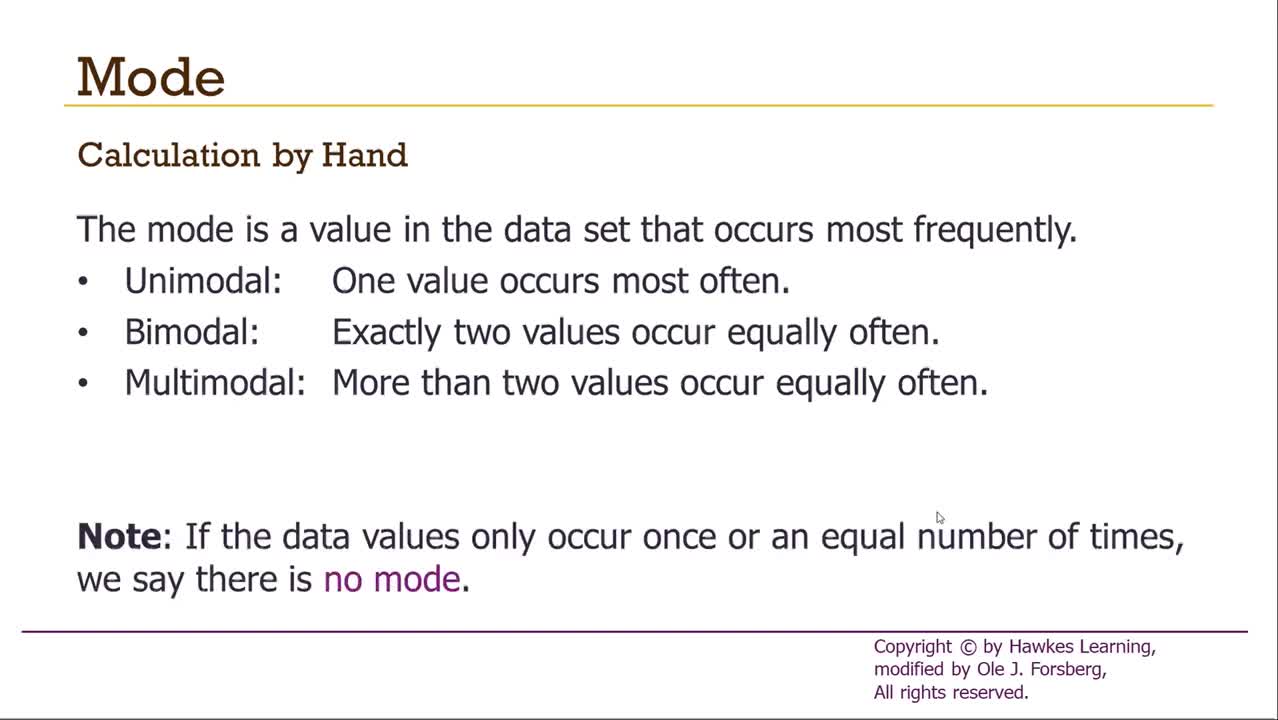 Mode
Calculation by Hand
The mode is a value in the data set that occurs most frequently.
• Unimodal: One value occurs most often.
• Bimodal: Exactly two values occur equally often.
• Multimodal: More than two values occur equally often.
Note: If the data values only occur once or an equal number of times,
we say there is no mode.
Copyright © by Hawkes Learning,
modified by Ole J. Forsberg,
All rights reserved.